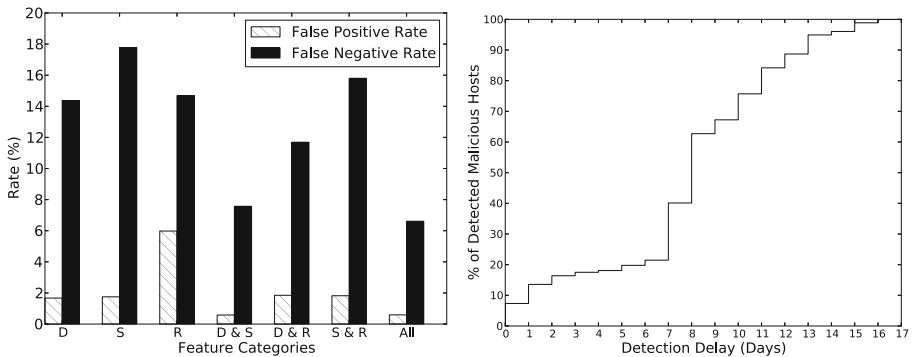 20
18
16
14
12
10
8
6
4
2
0
Rate (%)
False Positive Rate
False Negative Rate
D S R D & S D & R S & R All
Feature Categories
100
90
80
70
60
50
40
30
20
10
0
% of Detected Malicious Hosts
0 1 2 3 4 5 6 7 8 9 10 11 12 13 14 15 16 17
Detection Delay (Days)